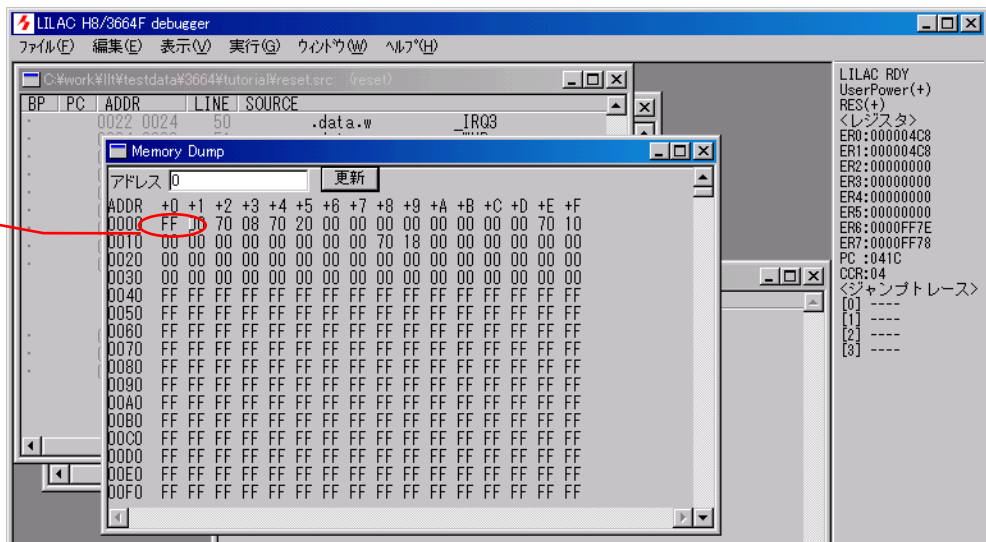 LILAC H8/3664F debugger
ﾌｧｲﾙ(F) 編集(E) 表示(V) 実行(G) ｳｨﾝﾄﾞｳ(W) ﾍﾙﾌﾟ(H)
C:¥work¥llt¥testdata¥3664¥tutorial¥reset.src (reset)
BP PC ADDR LINE SOURCE
0022 0024 50 .data.w _IRQ3
Memory Dump
アドレス 0 更新
ADDR +0 +1 +2 +3 +4 +5 +6 +7 +8 +9 +A +B +C +D +E +F
0000 FF 70 08 70 20 00 00 00 00 00 00 00 00 70 10
0010 00 00 00 00 00 00 00 00 70 18 00 00 00 00 00 00
0020 00 00 00 00 00 00 00 00 00 00 00 00 00 00 00 00
0030 00 00 00 00 00 00 00 00 00 00 00 00 00 00 00 00
0040 FF FF FF FF FF FF FF FF FF FF FF FF FF FF FF FF
0050 FF FF FF FF FF FF FF FF FF FF FF FF FF FF FF FF
0060 FF FF FF FF FF FF FF FF FF FF FF FF FF FF FF FF
0070 FF FF FF FF FF FF FF FF FF FF FF FF FF FF FF FF
0080 FF FF FF FF FF FF FF FF FF FF FF FF FF FF FF FF
0090 FF FF FF FF FF FF FF FF FF FF FF FF FF FF FF FF
00A0 FF FF FF FF FF FF FF FF FF FF FF FF FF FF FF FF
00B0 FF FF FF FF FF FF FF FF FF FF FF FF FF FF FF FF
00C0 FF FF FF FF FF FF FF FF FF FF FF FF FF FF FF FF
00D0 FF FF FF FF FF FF FF FF FF FF FF FF FF FF FF FF
00E0 FF FF FF FF FF FF FF FF FF FF FF FF FF FF FF FF
00F0 FF FF FF FF FF FF FF FF FF FF FF FF FF FF FF FF
LILAC RDY
UserPower(+)
RES(+)
<レジスタ>
ER0:000004C8
ER1:000004C8
ER2:00000000
ER3:00000000
ER4:00000000
ER5:00000000
ER6:0000FF7E
ER7:0000FF78
PC :041C
CCR:04
<ジャンプトレース>
[0] ----
[1] ----
[2] ----
[3] ----